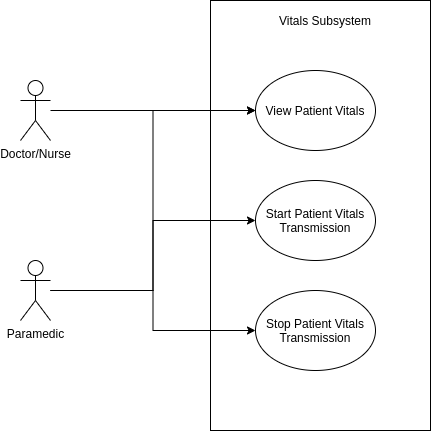 Vitals Subsystem
View Patient Vitals
Doctor/Nurse
Start Patient Vitals
Transmission
Paramedic
Stop Patient Vitals
Transmission